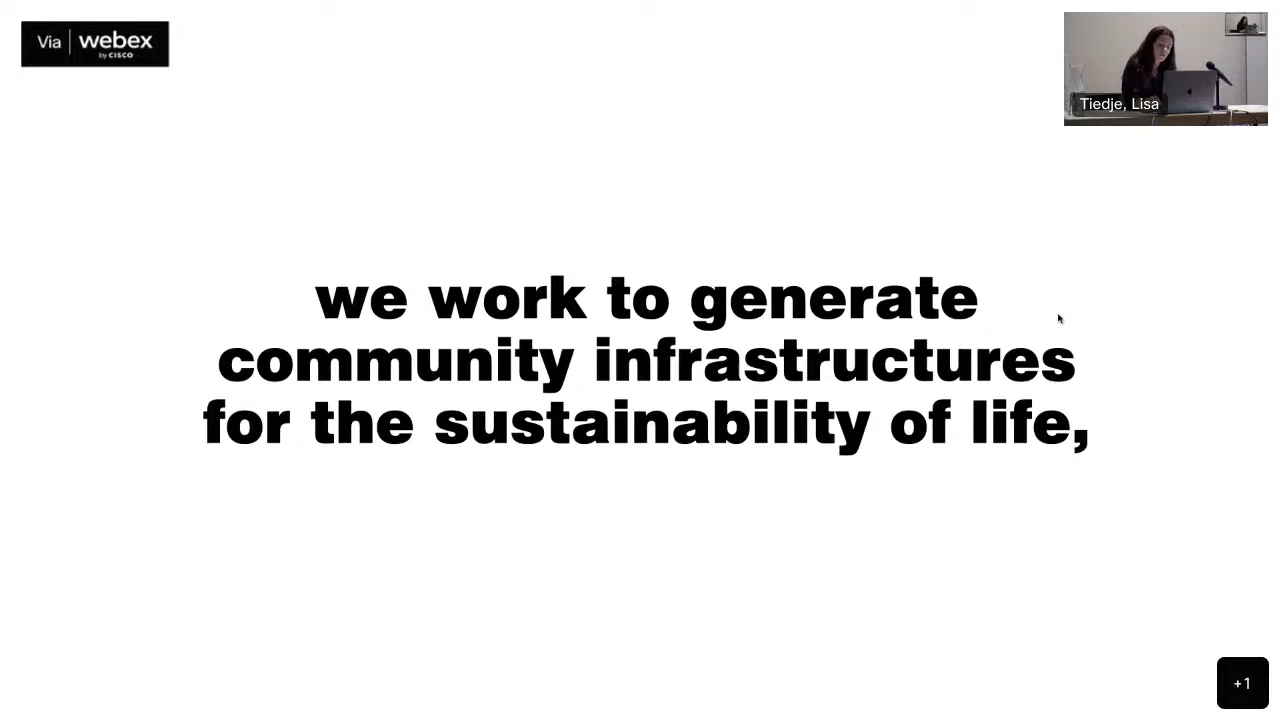 Via | webex
by CISCO
Tiedje, Lisa
we work to generate
community infrastructures
for the sustainability of life,
+1